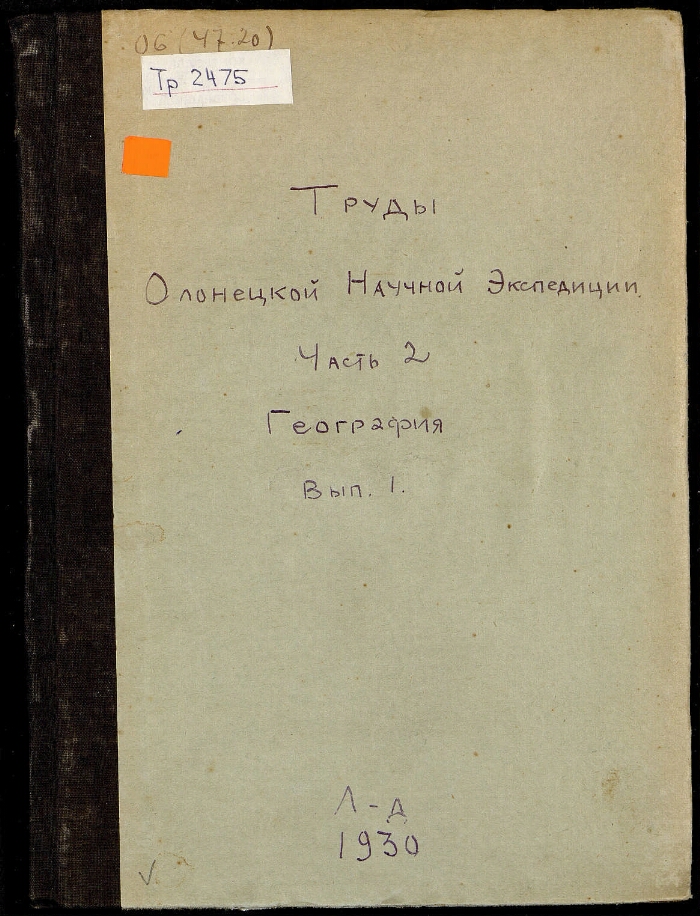 06 (47.20)
Тр 2475
Труды
Олонецкой Научной Экспедиции.
Часть 2
География
Вып. 1.
Л-д
1930